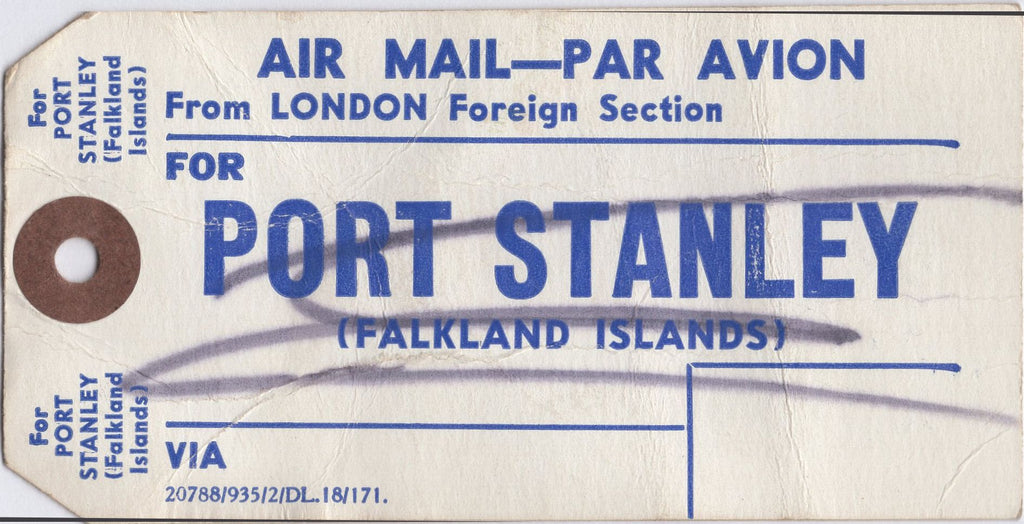 AIR MAIL—PAR AVION
From LONDON Foreign Section
FOR
PORT STANLEY
(FALKLAND ISLANDS)
VIA
20788/935/2/DL.18/171.
For
PORT
STANLEY
(Falkland
Islands)
For
PORT
STANLEY
(Falkland
Islands)